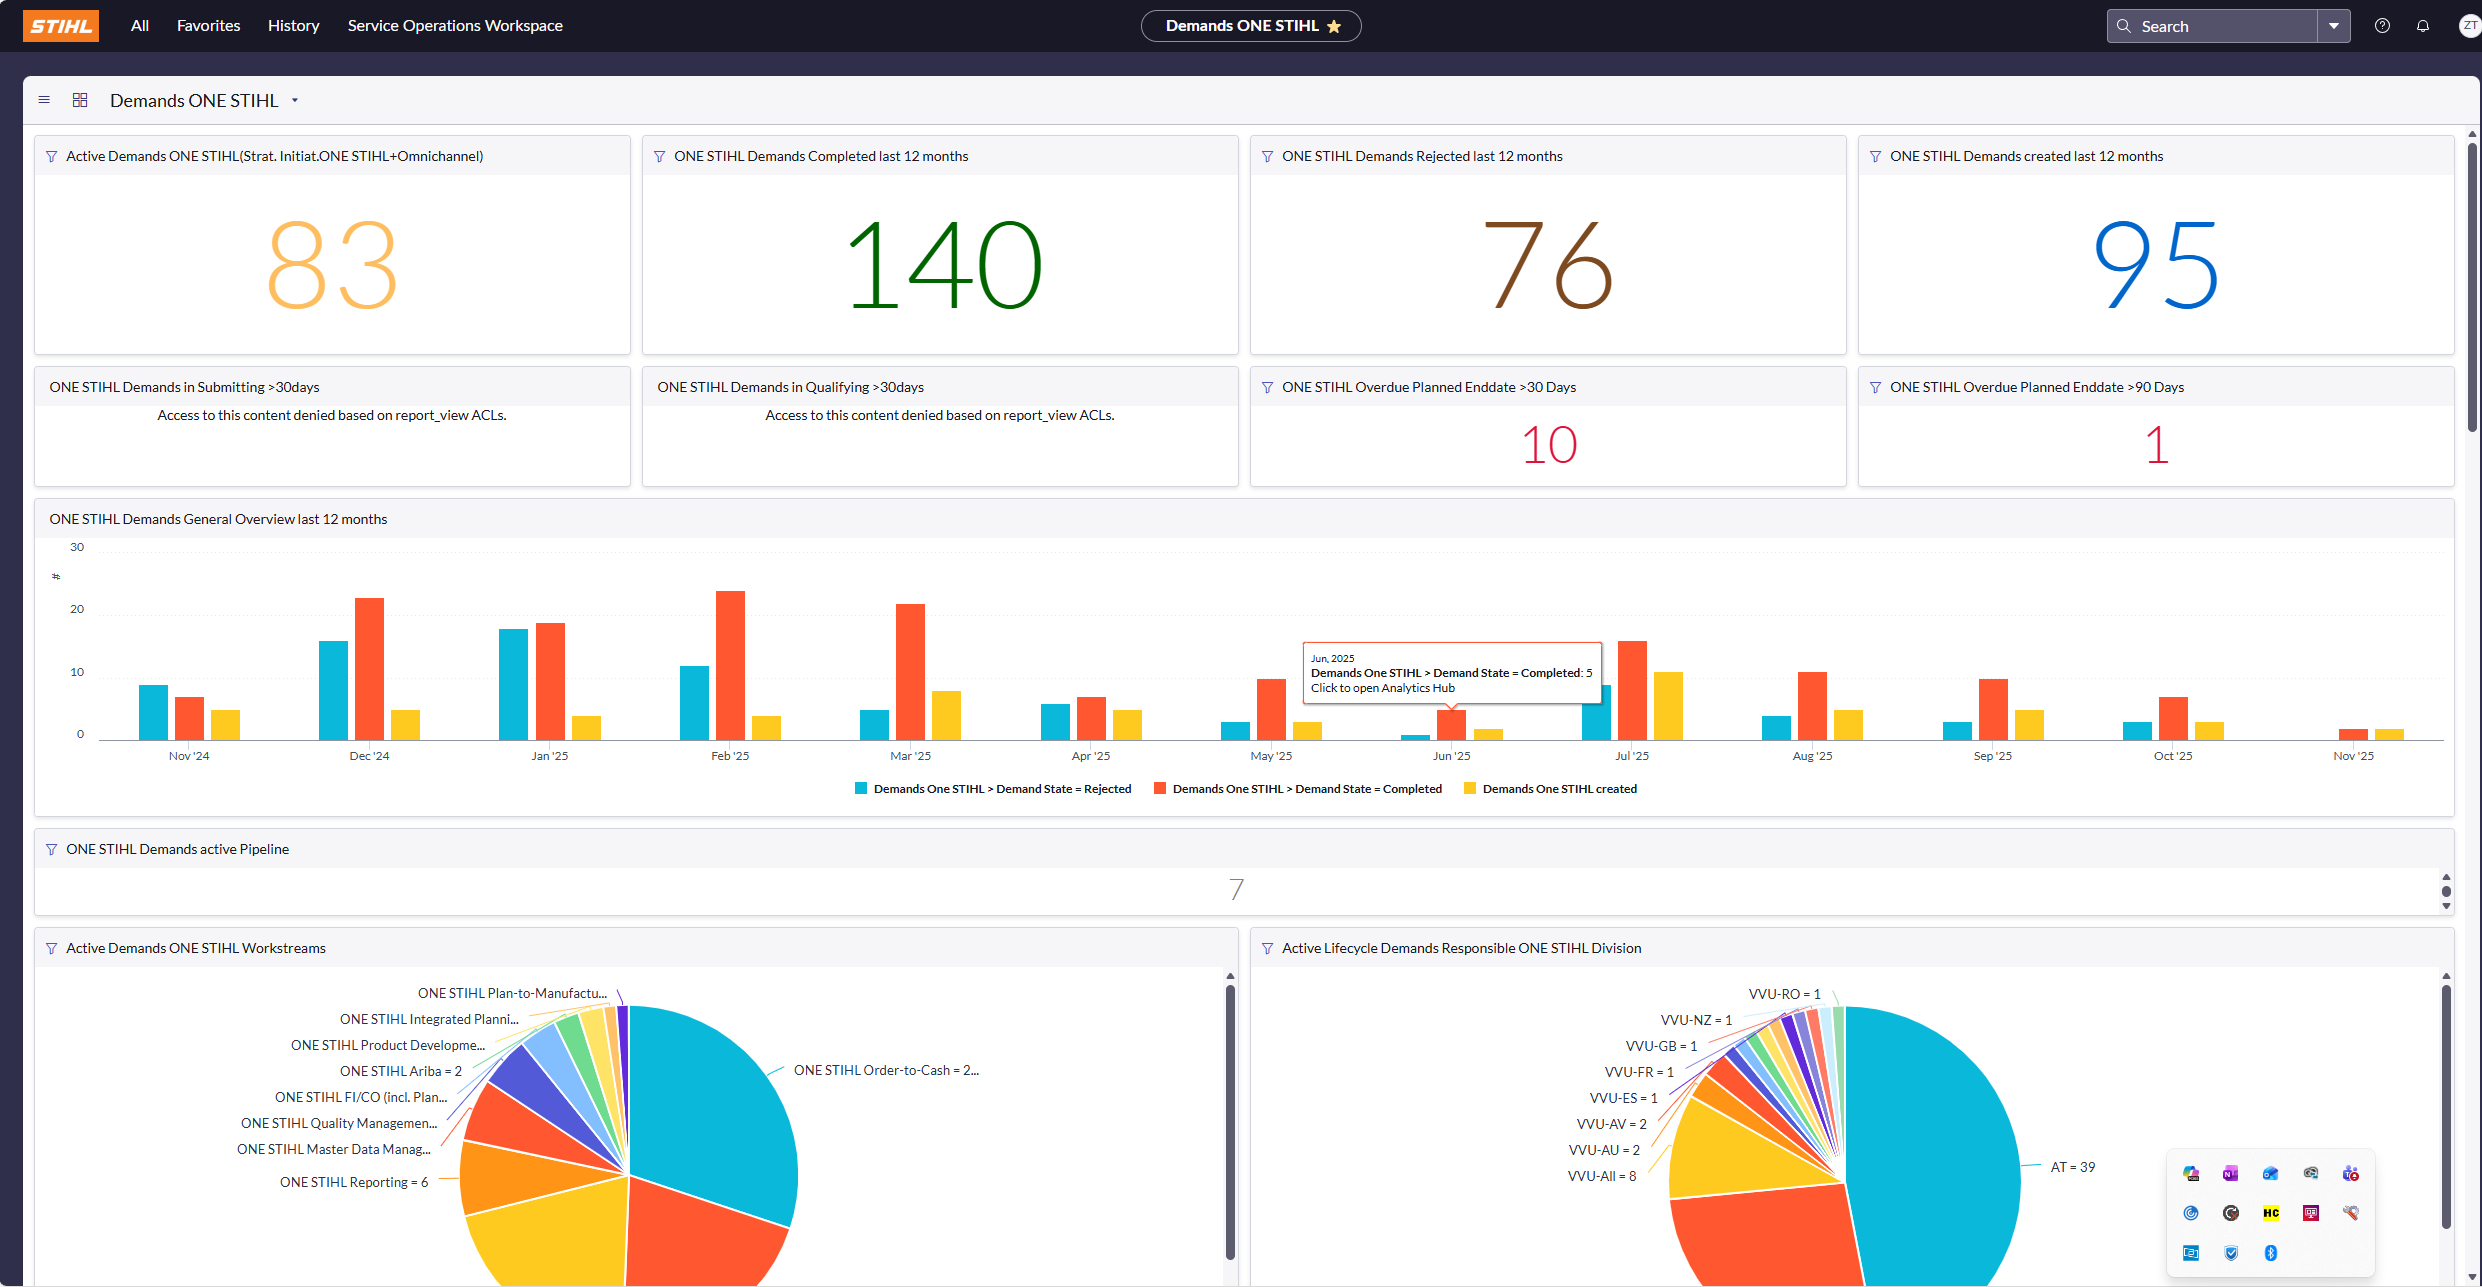 STIHL All Favorites History Service Operations Workspace Demands ONE STIHL Search ZT
Demands ONE STIHL
Active Demands ONE STIHL(Strat. Initiat.ONE STIHL+Omnichannel)
83
ONE STIHL Demands Completed last 12 months
140
ONE STIHL Demands Rejected last 12 months
76
ONE STIHL Demands created last 12 months
95
ONE STIHL Demands in Submitting >30days
Access to this content denied based on report_view ACLs.
ONE STIHL Demands in Qualifying >30days
Access to this content denied based on report_view ACLs.
ONE STIHL Overdue Planned Enddate >30 Days
10
ONE STIHL Overdue Planned Enddate >90 Days
1
ONE STIHL Demands General Overview last 12 months
30
#
20
10
0
Jun, 2025
Demands One STIHL > Demand State = Completed: 5
Click to open Analytics Hub
Nov '24 Dec '24 Jan '25 Feb '25 Mar '25 Apr '25 May '25 Jun '25 Jul '25 Aug '25 Sep '25 Oct '25 Nov '25
Demands One STIHL > Demand State = Rejected Demands One STIHL > Demand State = Completed Demands One STIHL created
ONE STIHL Demands active Pipeline
7
Active Demands ONE STIHL Workstreams
ONE STIHL Plan-to-Manufactu...
ONE STIHL Integrated Planni...
ONE STIHL Product Developme...
ONE STIHL Ariba = 2
ONE STIHL FI/CO (incl. Plan...
ONE STIHL Quality Managemen...
ONE STIHL Master Data Manag...
ONE STIHL Reporting = 6
ONE STIHL Order-to-Cash = 2...
Active Lifecycle Demands Responsible ONE STIHL Division
VVU-RO = 1
VVU-NZ = 1
VVU-GB = 1
VVU-FR = 1
VVU-ES = 1
VVU-AV = 2
VVU-AU = 2
VVU-All = 8
AT = 39
HC